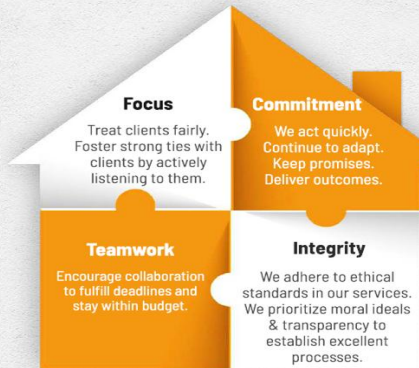 Focus
Treat clients fairly.
Foster strong ties with
clients by actively
listening to them.
Commitment
We act quickly.
Continue to adapt.
Keep promises.
Deliver outcomes.
Teamwork
Encourage collaboration
to fulfill deadlines and
stay within budget.
Integrity
We adhere to ethical
standards in our services.
We prioritize moral ideals
& transparency to
establish excellent
processes.